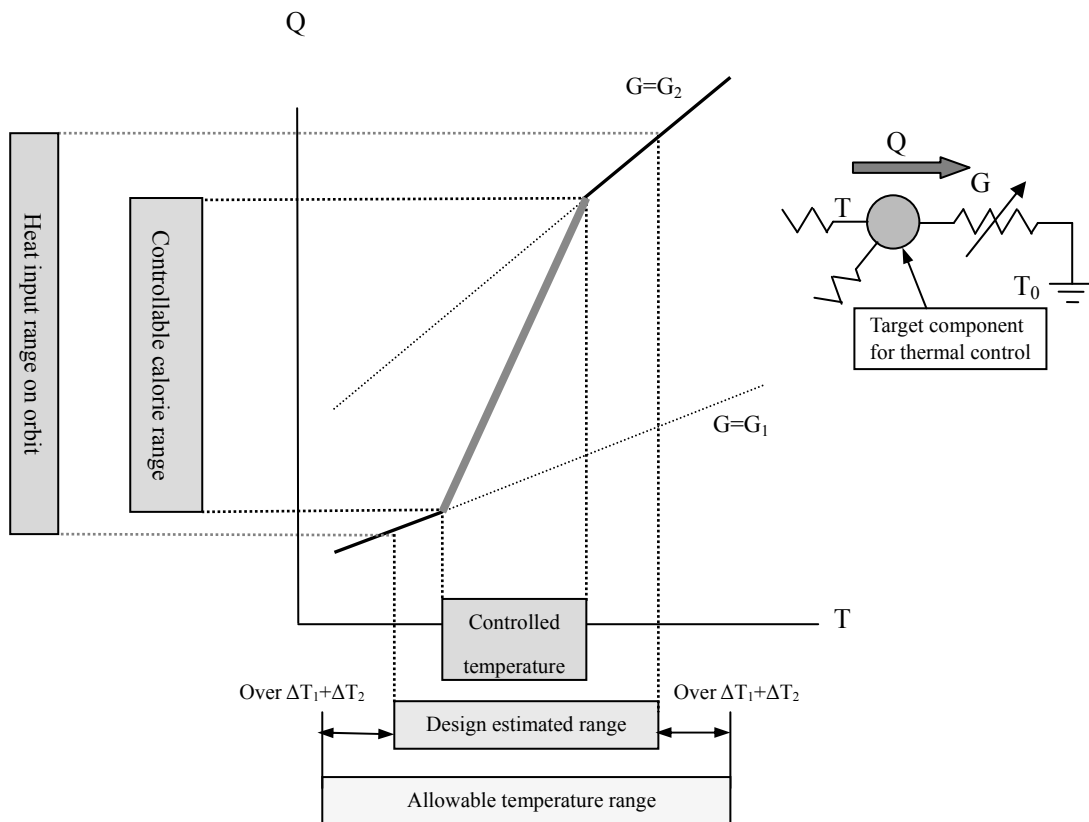 Q
G=G₂
Q
G
T
T₀
Heat input range on orbit
Controllable calorie range
Target component
for thermal control
G=G₁
Controlled
temperature
T
Over ΔT₁+ΔT₂
Over ΔT₁+ΔT₂
Design estimated range
Allowable temperature range